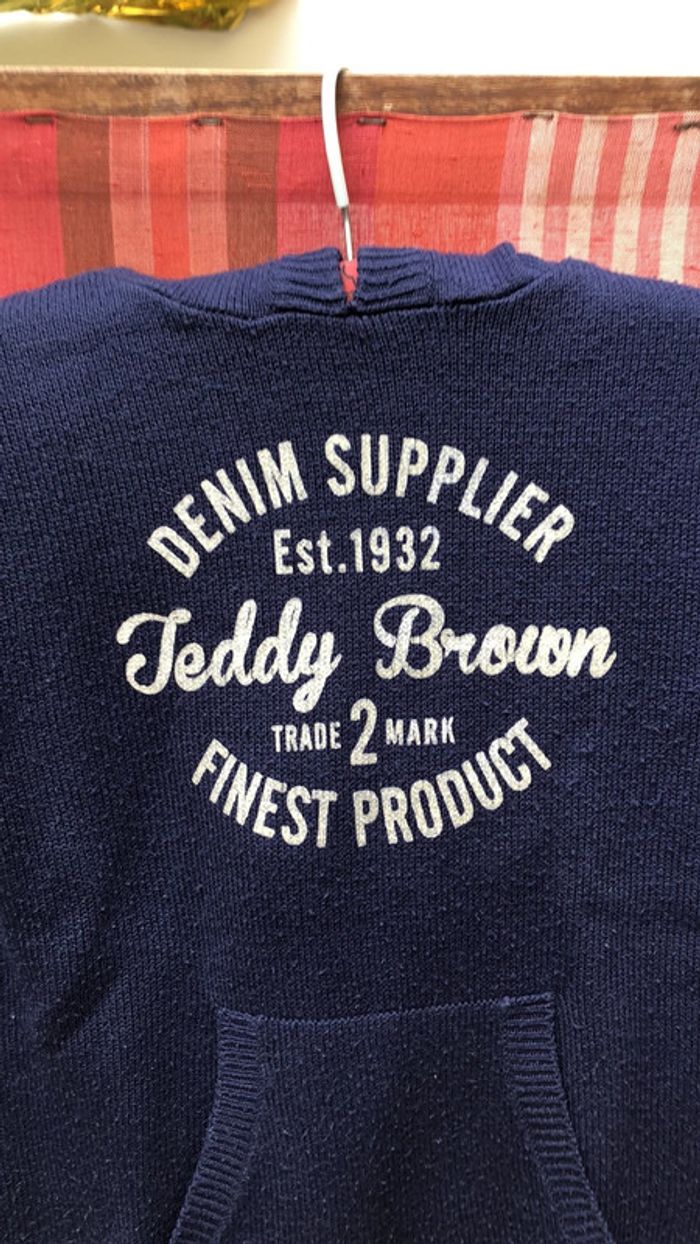 DENIM SUPPLIER
Est.1932
Teddy Brown
TRADE 2 MARK
FINEST PRODUCT